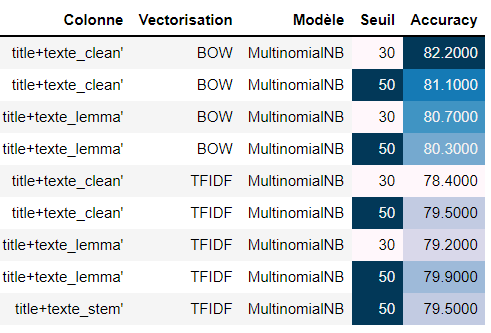 Colonne Vectorisation Modèle Seuil Accuracy
title+texte_clean' BOW MultinomialNB 30 82.2000
title+texte_clean' BOW MultinomialNB 50 81.1000
title+texte_lemma' BOW MultinomialNB 30 80.7000
title+texte_lemma' BOW MultinomialNB 50 80.3000
title+texte_clean' TFIDF MultinomialNB 30 78.4000
title+texte_clean' TFIDF MultinomialNB 50 79.5000
title+texte_lemma' TFIDF MultinomialNB 30 79.2000
title+texte_lemma' TFIDF MultinomialNB 50 79.9000
title+texte_stem' TFIDF MultinomialNB 50 79.5000